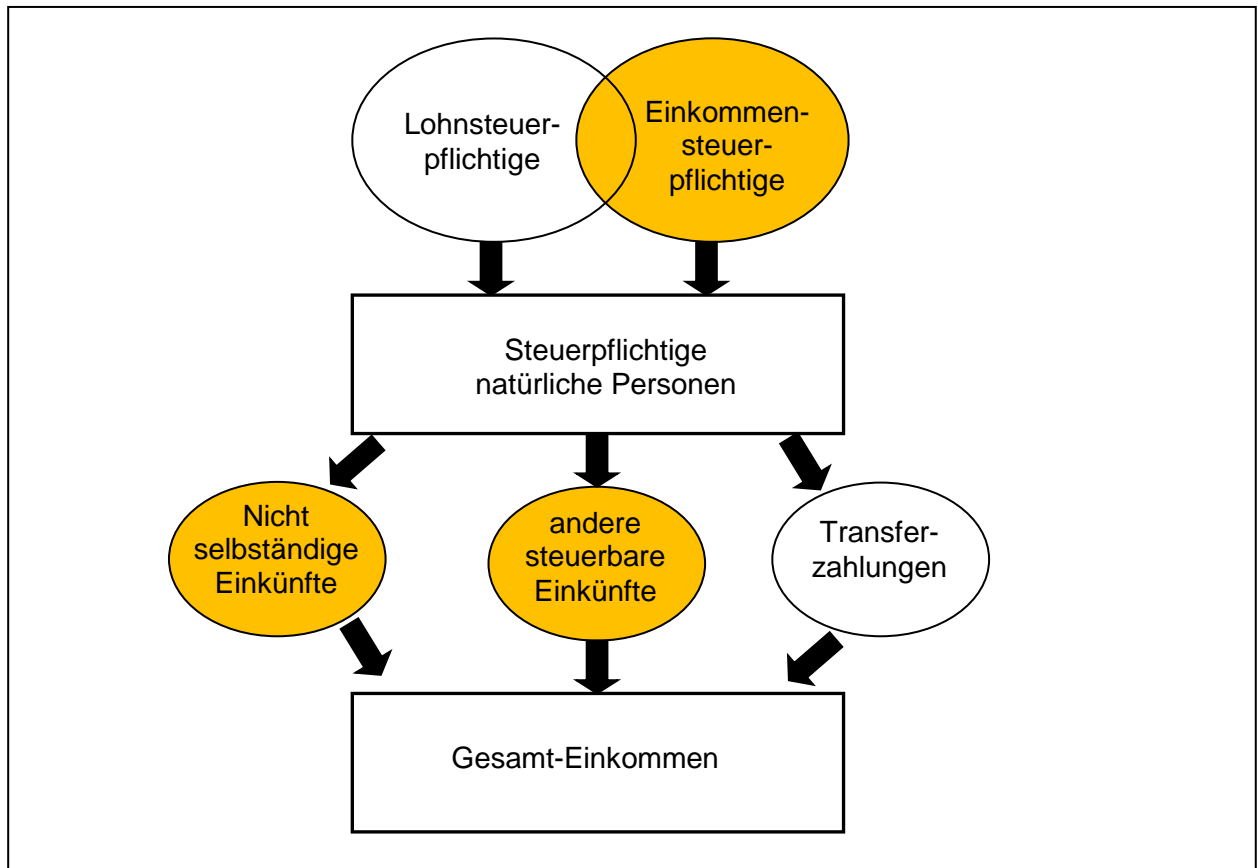 Lohnsteuer-
pflichtige
Einkommen-
steuer-
pflichtige
Steuerpflichtige
natürliche Personen
Nicht
selbständige
Einkünfte
andere
steuerbare
Einkünfte
Transfer-
zahlungen
Gesamt-Einkommen